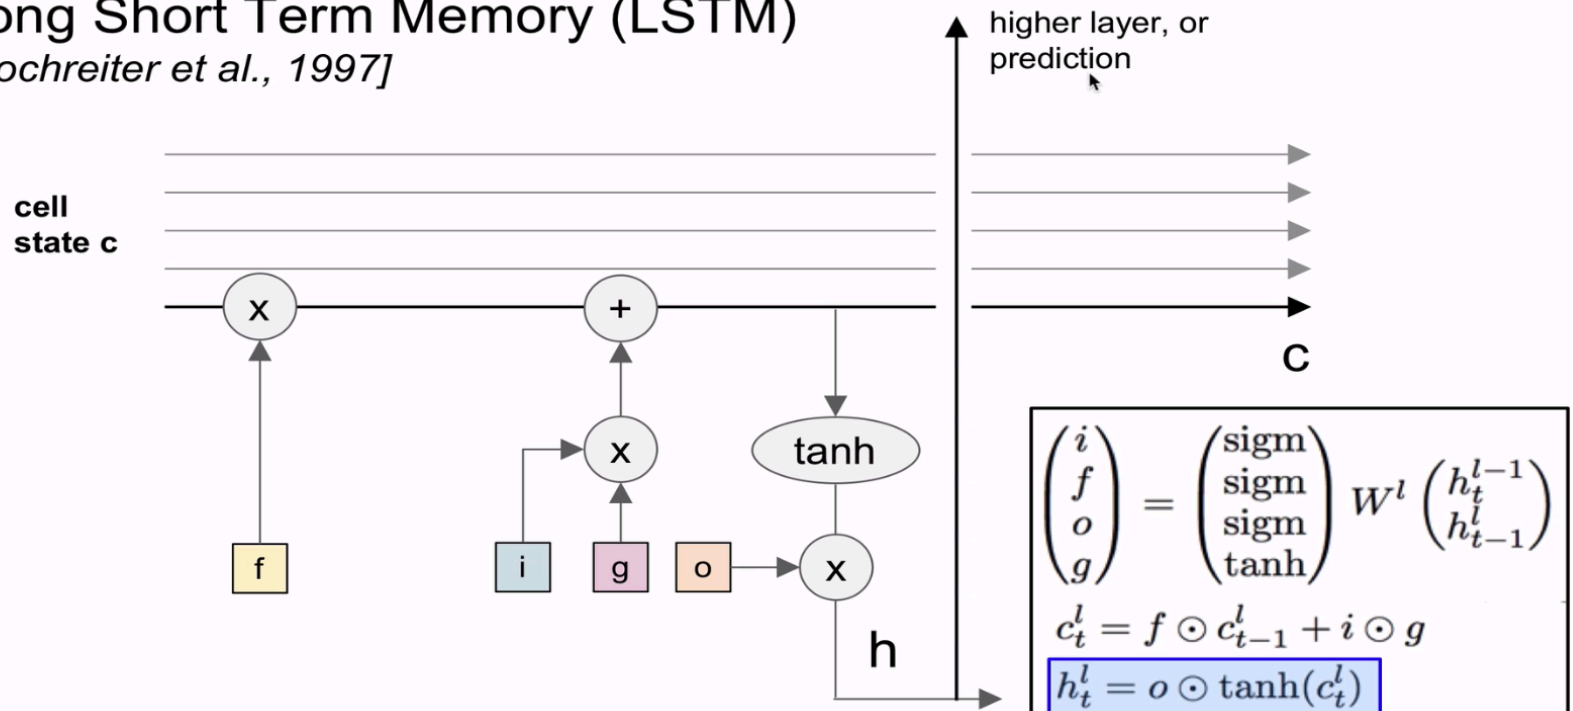 ong Short Term Memory (LSTM)
ochreiter et al., 1997]
higher layer, or
prediction
cell
state c
x
+
c
x
tanh
f
i
g
o
x
h
(i f o g) = (sigm sigm sigm tanh) W^l (h_t^{l-1} h_{t-1}^l)
c_t^l = f ⊙ c_{t-1}^l + i ⊙ g
h_t^l = o ⊙ tanh(c_t^l)